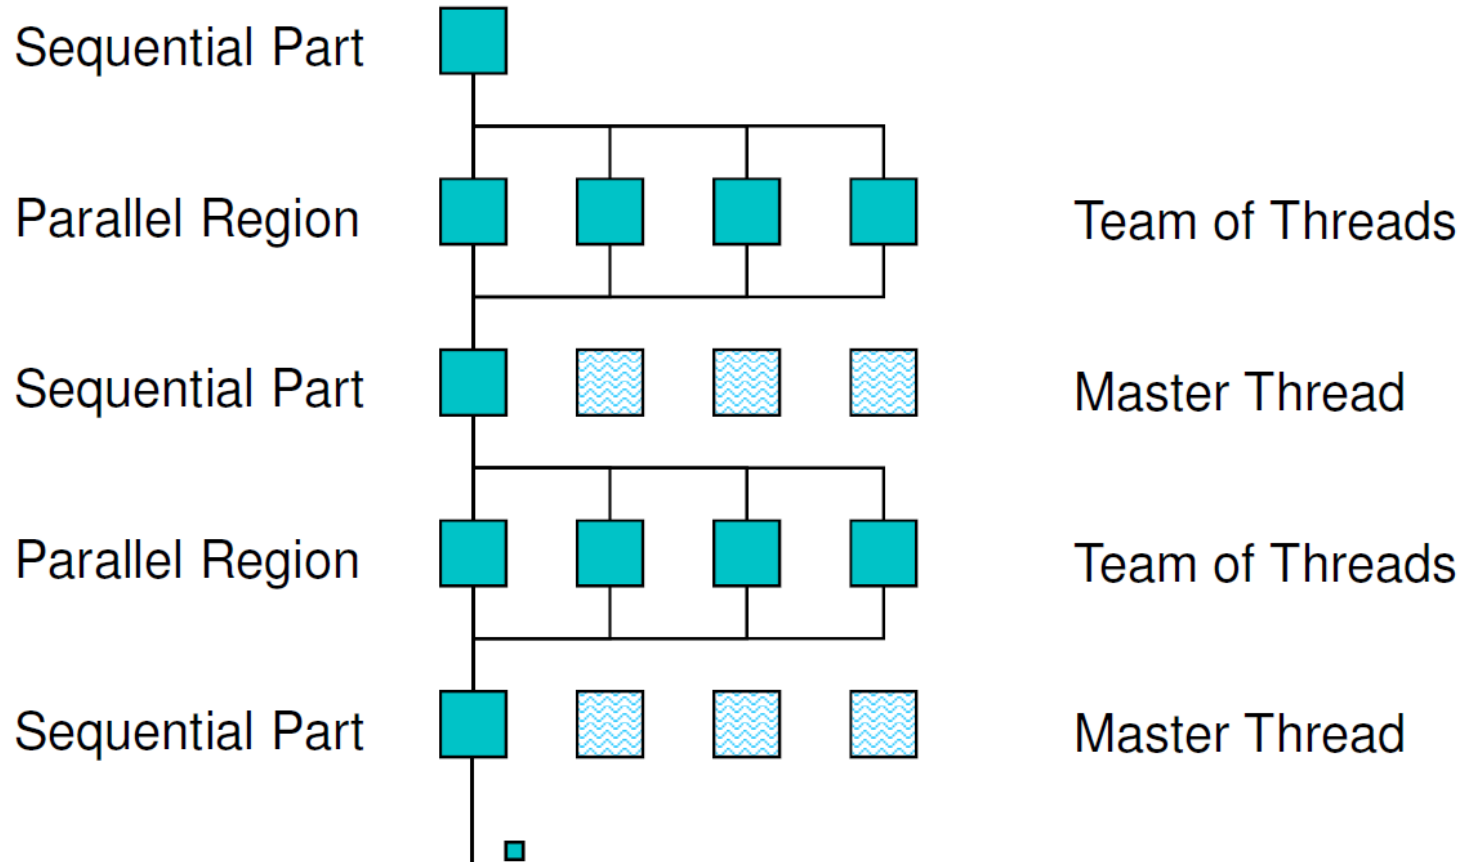 Sequential Part
Parallel Region
Team of Threads
Sequential Part
Master Thread
Parallel Region
Team of Threads
Sequential Part
Master Thread